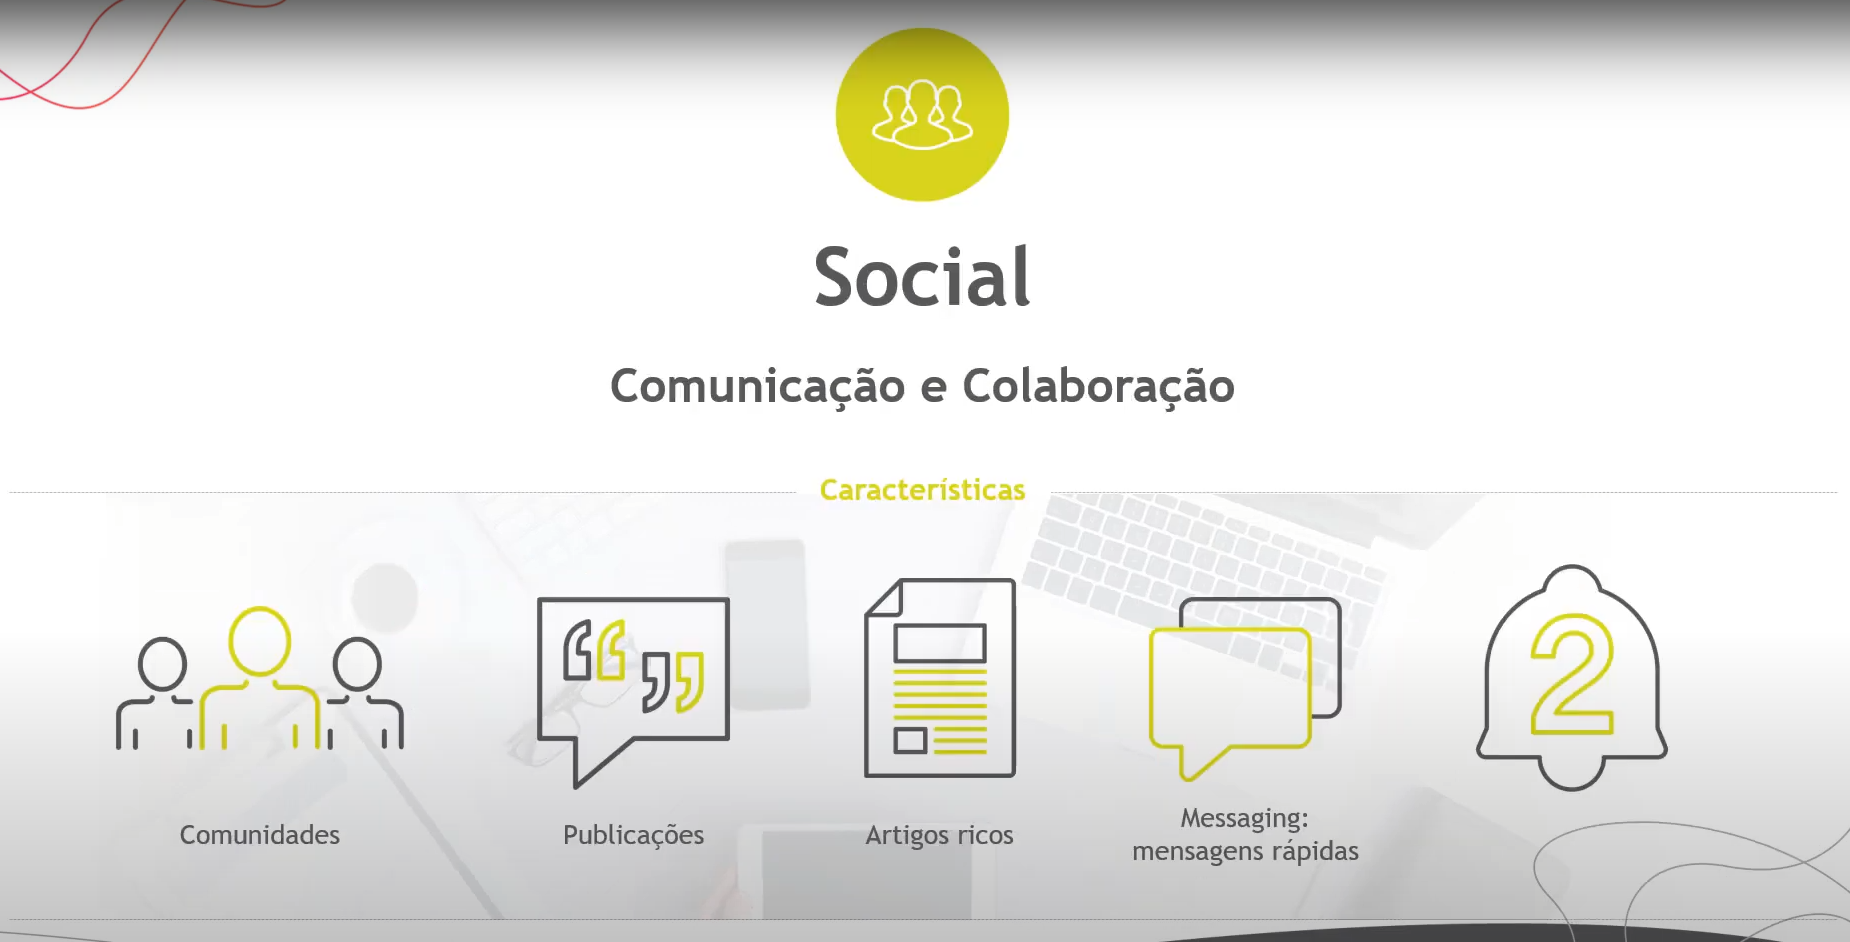 Social
Comunicação e Colaboração
Características
2
Comunidades
Publicações
Artigos ricos
Messaging:
mensagens rápidas